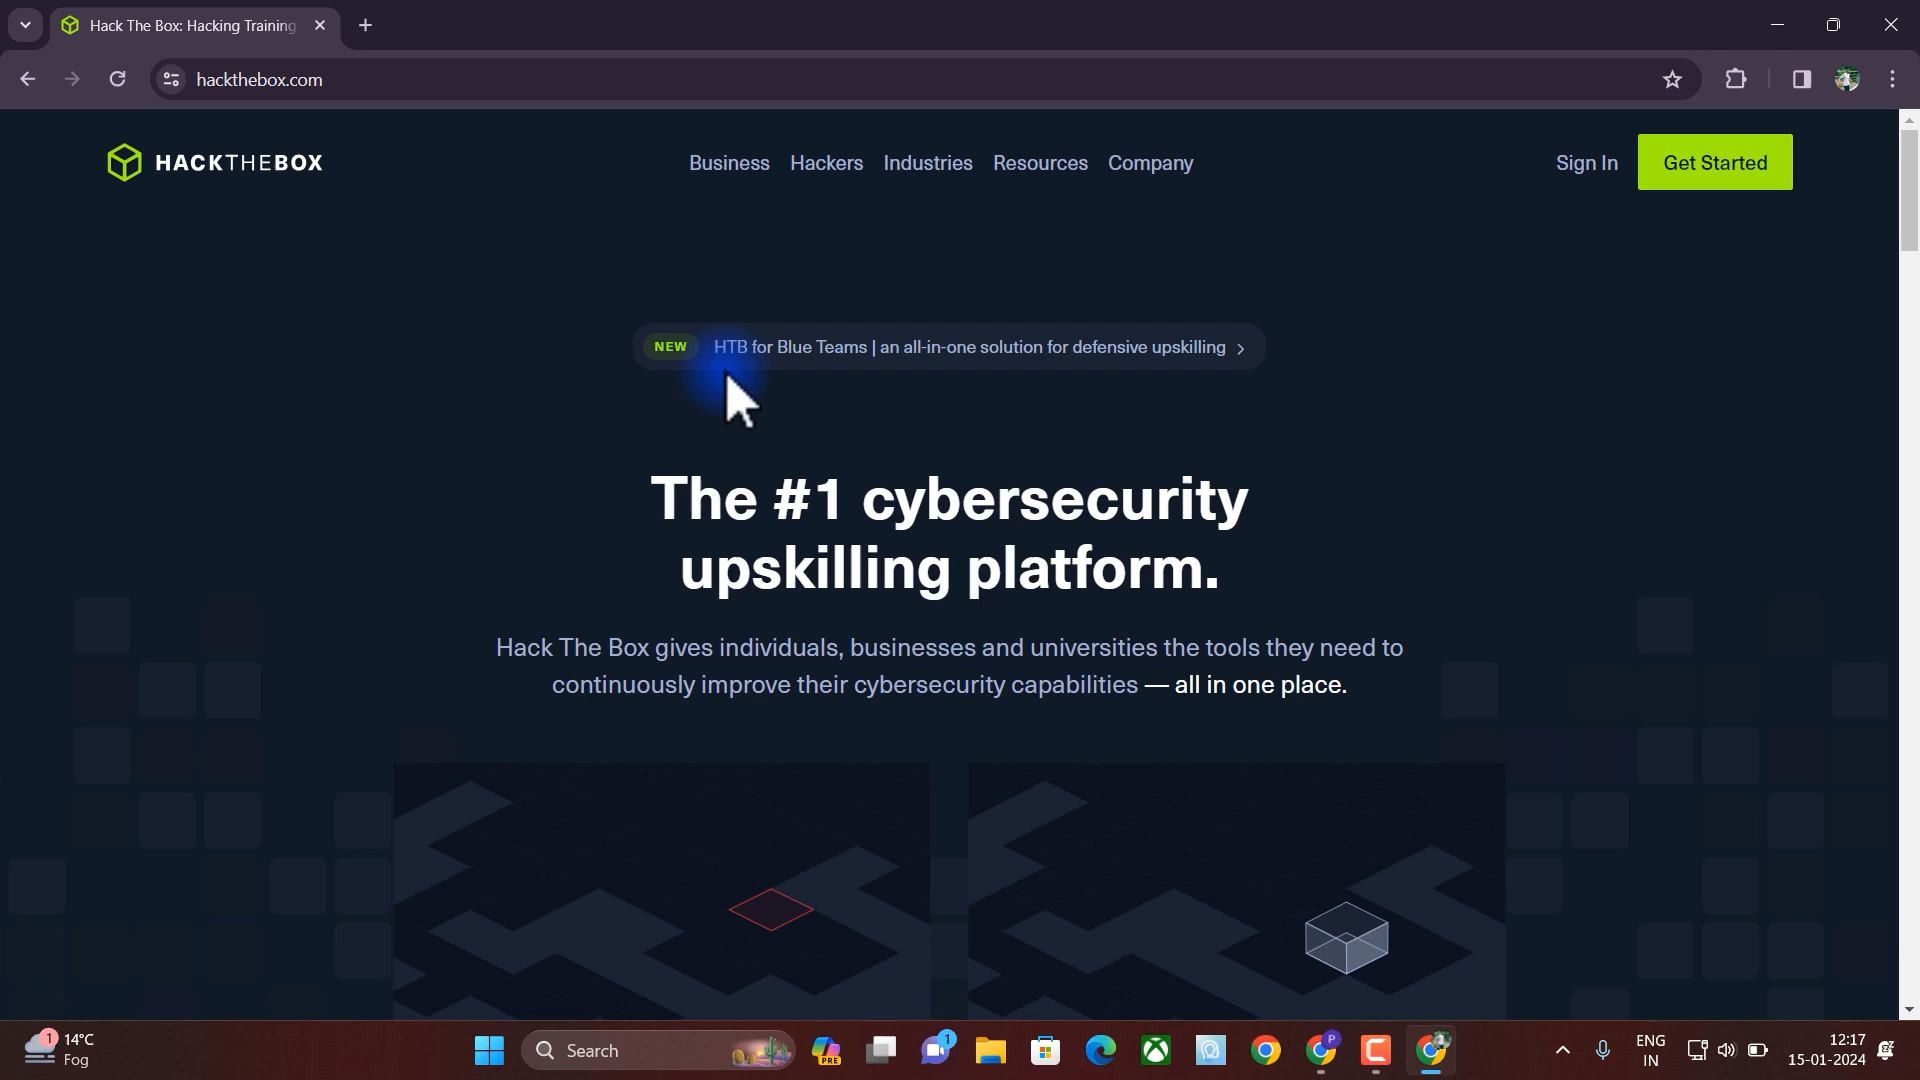 Hack The Box: Hacking Training
hackthebox.com
HACKTHEBOX
Business Hackers Industries Resources Company
Sign In Get Started
NEW HTB for Blue Teams | an all-in-one solution for defensive upskilling
The #1 cybersecurity
upskilling platform.
Hack The Box gives individuals, businesses and universities the tools they need to
continuously improve their cybersecurity capabilities — all in one place.
1 14°C
Fog
Search
PRE
1
P
ENG
IN
12:17
15-01-2024